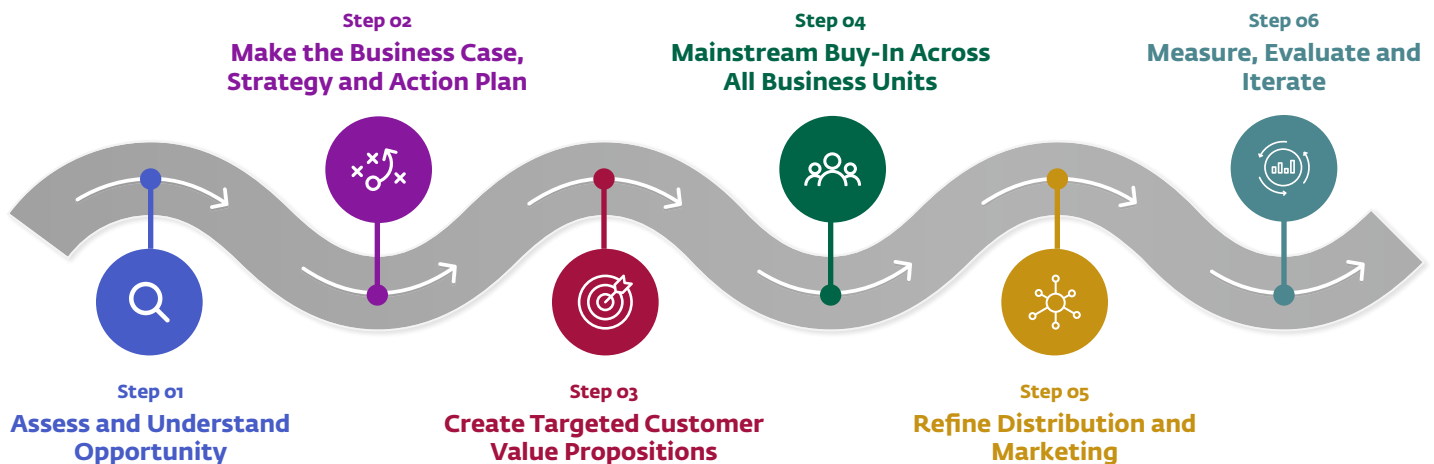 Step 01
Assess and Understand
Opportunity
Step 02
Make the Business Case,
Strategy and Action Plan
Step 03
Create Targeted Customer
Value Propositions
Step 04
Mainstream Buy-In Across
All Business Units
Step 05
Refine Distribution and
Marketing
Step 06
Measure, Evaluate and
Iterate